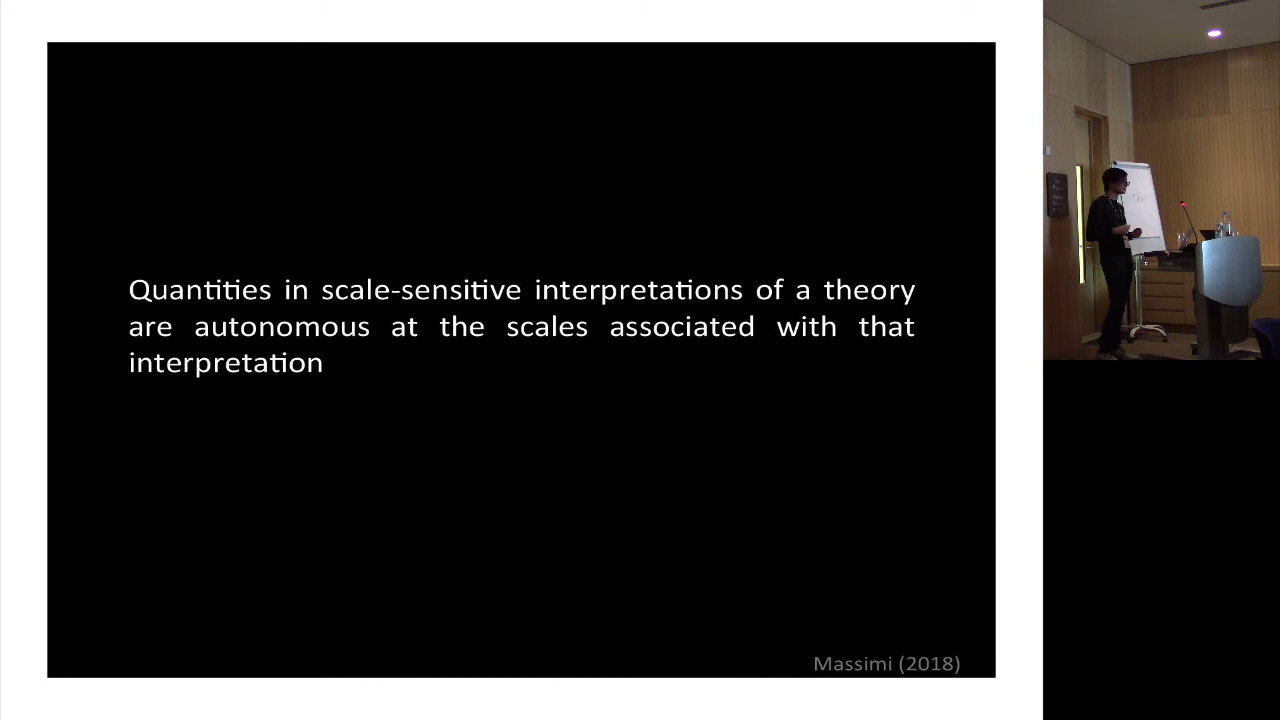 Quantities in scale-sensitive interpretations of a theory
are autonomous at the scales associated with that
interpretation
Massimi (2018)